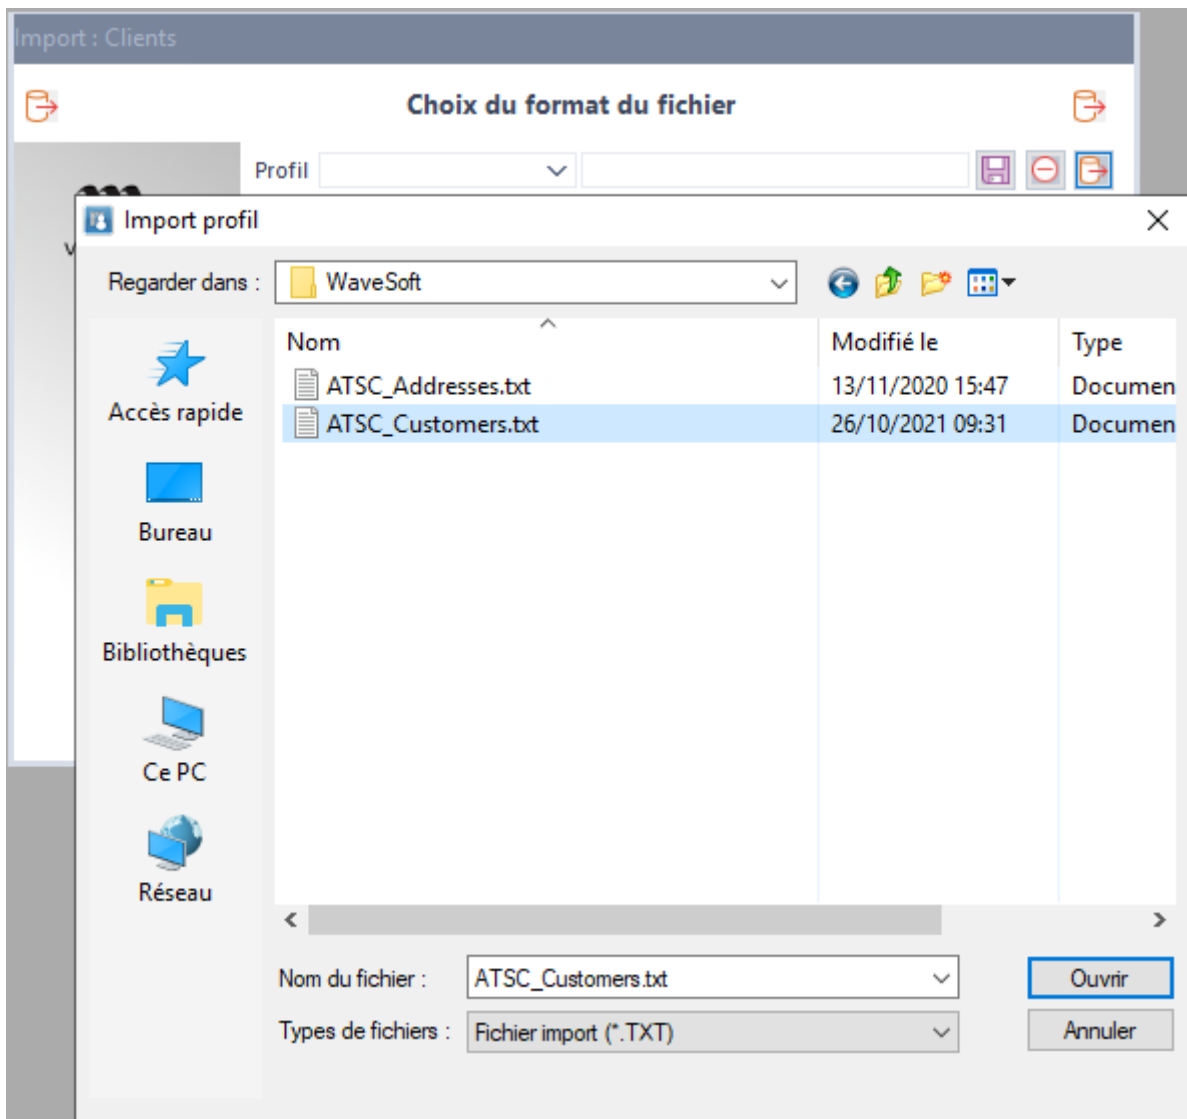 Import : Clients
Choix du format du fichier
Profil
Import profil
Regarder dans : WaveSoft
Nom Modifié le Type
ATSC_Addresses.txt 13/11/2020 15:47 Documen
ATSC_Customers.txt 26/10/2021 09:31 Documen
Accès rapide
Bureau
Bibliothèques
Ce PC
Réseau
Nom du fichier : ATSC_Customers.txt Ouvrir
Types de fichiers : Fichier import (*.TXT) Annuler